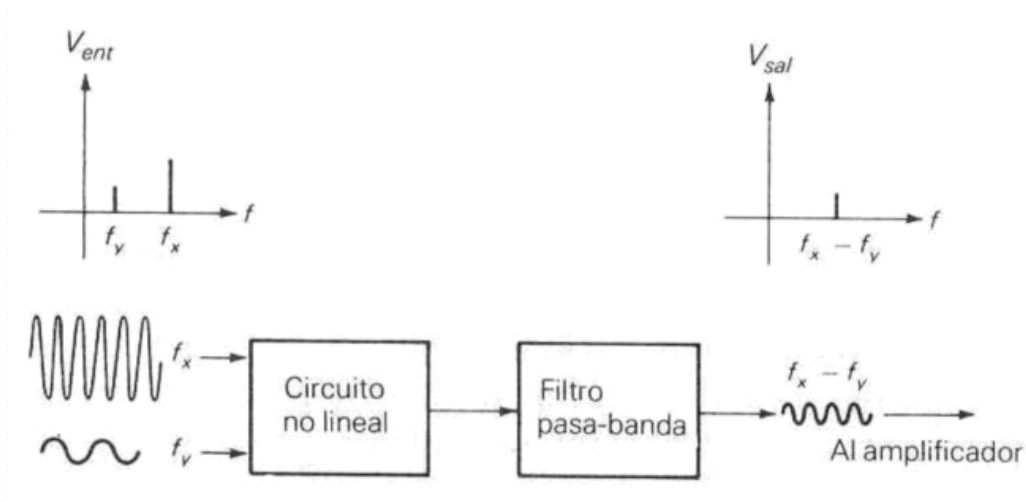 V_ent
V_sal
f
f
f_y
f_x
f_x − f_y
f_x
f_y
Circuito
no lineal
Filtro
pasa-banda
f_x − f_y
Al amplificador